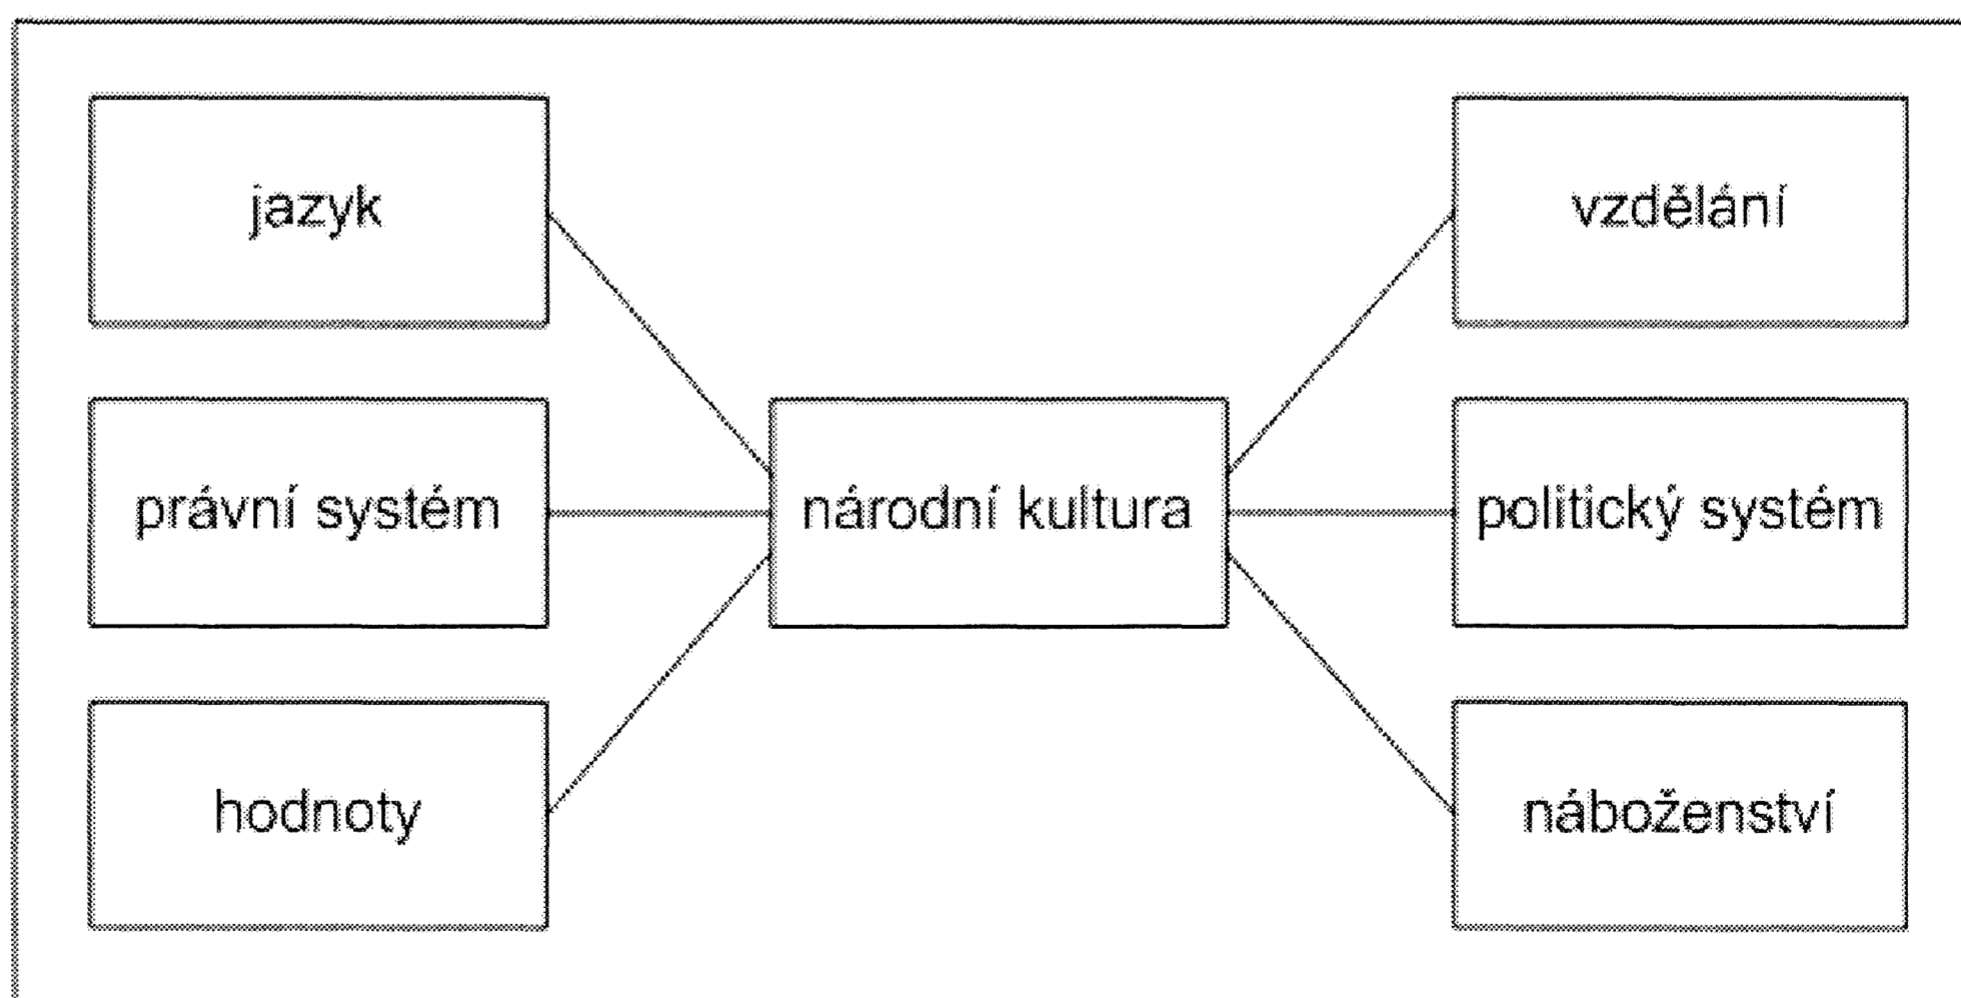 jazyk
vzdělání
právní systém
národní kultura
politický systém
hodnoty
náboženství